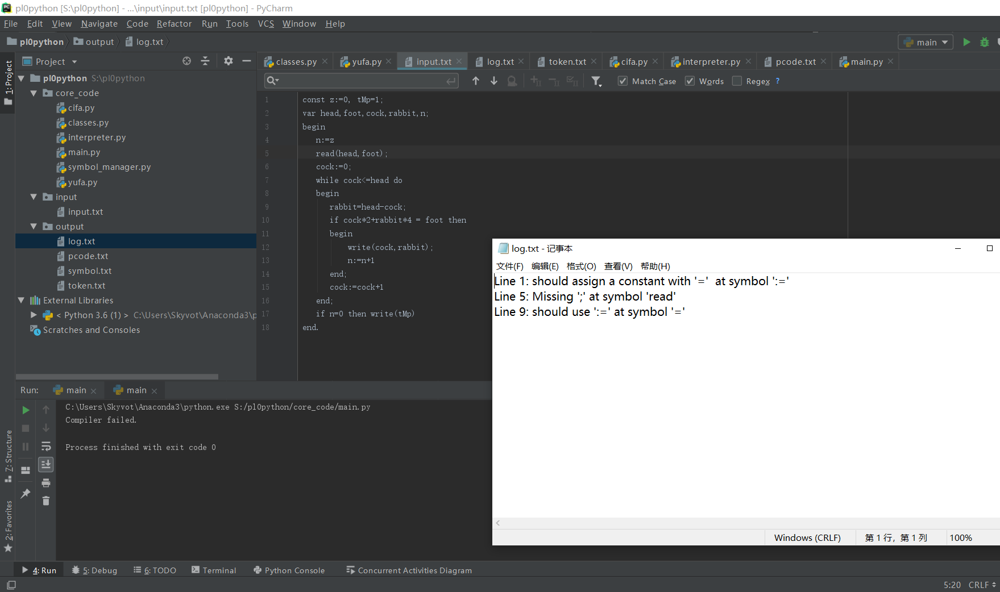 pl0python [S:\pl0python] - ...\input\input.txt [pl0python] - PyCharm
File Edit View Navigate Code Refactor Run Tools VCS Window Help
pl0python output log.txt main
1: Project
Project
classes.py yufa.py input.txt log.txt token.txt cifa.py interpreter.py pcode.txt main.py
Match Case Words Regex ?
pl0python S:\pl0python
core_code
cifa.py
classes.py
interpreter.py
main.py
symbol_manager.py
yufa.py
input
input.txt
output
log.txt
pcode.txt
symbol.txt
token.txt
External Libraries
< Python 3.6 (1) > C:\Users\Skyvot\Anaconda3\p
Scratches and Consoles
1 const z:=0, tMp=1;
2 var head,foot,cock,rabbit,n;
3 begin
4 n:=z
5 read(head,foot);
6 cock:=0;
7 while cock<=head do
8 begin
9 rabbit=head-cock;
10 if cock*2+rabbit*4 = foot then
11 begin
12 write(cock,rabbit);
13 n:=n+1
14 end;
15 cock:=cock+1
16 end;
17 if n=0 then write(tMp)
18 end.
log.txt - 记事本
文件(F) 编辑(E) 格式(O) 查看(V) 帮助(H)
Line 1: should assign a constant with '='  at symbol ':='
Line 5: Missing ';' at symbol 'read'
Line 9: should use ':=' at symbol '='
Windows (CRLF) 第 1 行，第 1 列 100%
Run: main main
C:\Users\Skyvot\Anaconda3\python.exe S:/pl0python/core_code/main.py
Compiler failed.
Process finished with exit code 0
Z: Structure
2: Favorites
4: Run 5: Debug 6: TODO Terminal Python Console Concurrent Activities Diagram
5:20 CRLF